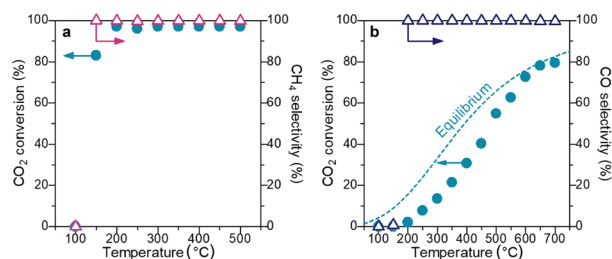 a
100
80
60
40
20
0
CO₂ conversion (%)
100
80
60
40
20
0
CH₄ selectivity (%)
100 200 300 400 500
Temperature (°C)
b
100
80
60
40
20
0
CO₂ conversion (%)
Equilibrium
100
80
60
40
20
0
CO selectivity (%)
100 200 300 400 500 600 700
Temperature (°C)